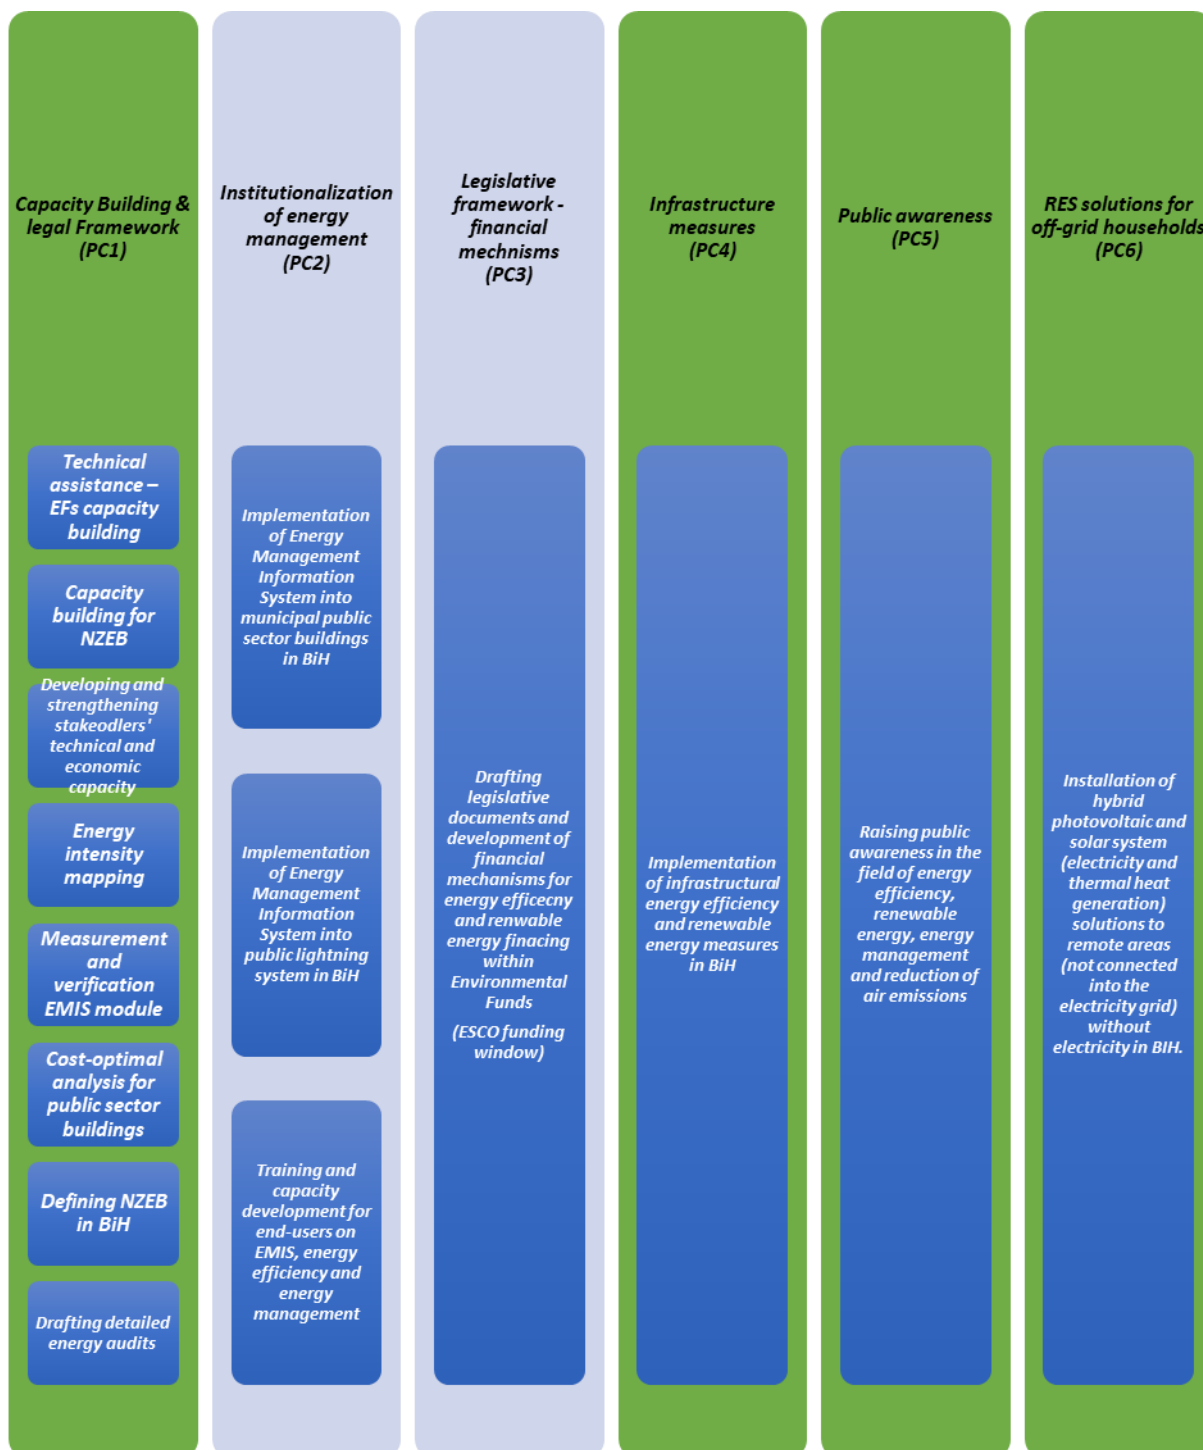 Capacity Building &
legal Framework
(PC1)
Technical
assistance –
EFs capacity
building
Capacity
building for
NZEB
Developing and
strengthening
stakeodlers'
technical and
economic
capacity
Energy
intensity
mapping
Measurement
and
verification
EMIS module
Cost-optimal
analysis for
public sector
buildings
Defining NZEB
in BiH
Drafting detailed
energy audits
Institutionalization
of energy
management
(PC2)
Implementation
of Energy
Management
Information
System into
municipal public
sector buildings
in BiH
Implementation
of Energy
Management
Information
System into
public lightning
system in BiH
Training and
capacity
development for
end-users on
EMIS, energy
efficiency and
energy
management
Legislative
framework -
financial
mechnisms
(PC3)
Drafting
legislative
documents and
development of
financial
mechanisms for
energy efficecny
and renwable
energy finacing
within
Environmental
Funds
(ESCO funding
window)
Infrastructure
measures
(PC4)
Implementation
of infrastructural
energy efficiency
and renewable
energy measures
in BiH
Public awareness
(PC5)
Raising public
awareness in the
field of energy
efficiency,
renewable
energy, energy
management
and reduction of
air emissions
RES solutions for
off-grid households
(PC6)
Installation of
hybrid
photovoltaic and
solar system
(electricity and
thermal heat
generation)
solutions to
remote areas
(not connected
into the
electricity grid)
without
electricity in BIH.